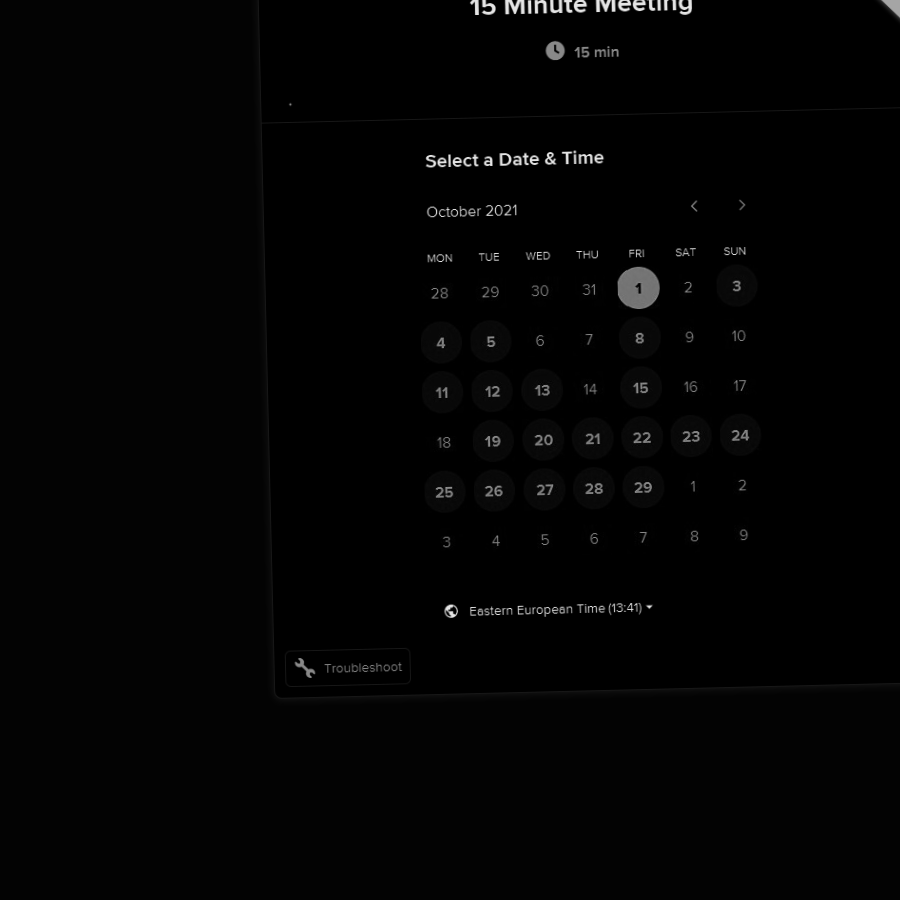 15 Minute Meeting
15 min
Select a Date & Time
October 2021
MON TUE WED THU FRI SAT SUN
28 29 30 31 1 2 3
4 5 6 7 8 9 10
11 12 13 14 15 16 17
18 19 20 21 22 23 24
25 26 27 28 29 1 2
3 4 5 6 7 8 9
Eastern European Time (13:41)
Troubleshoot